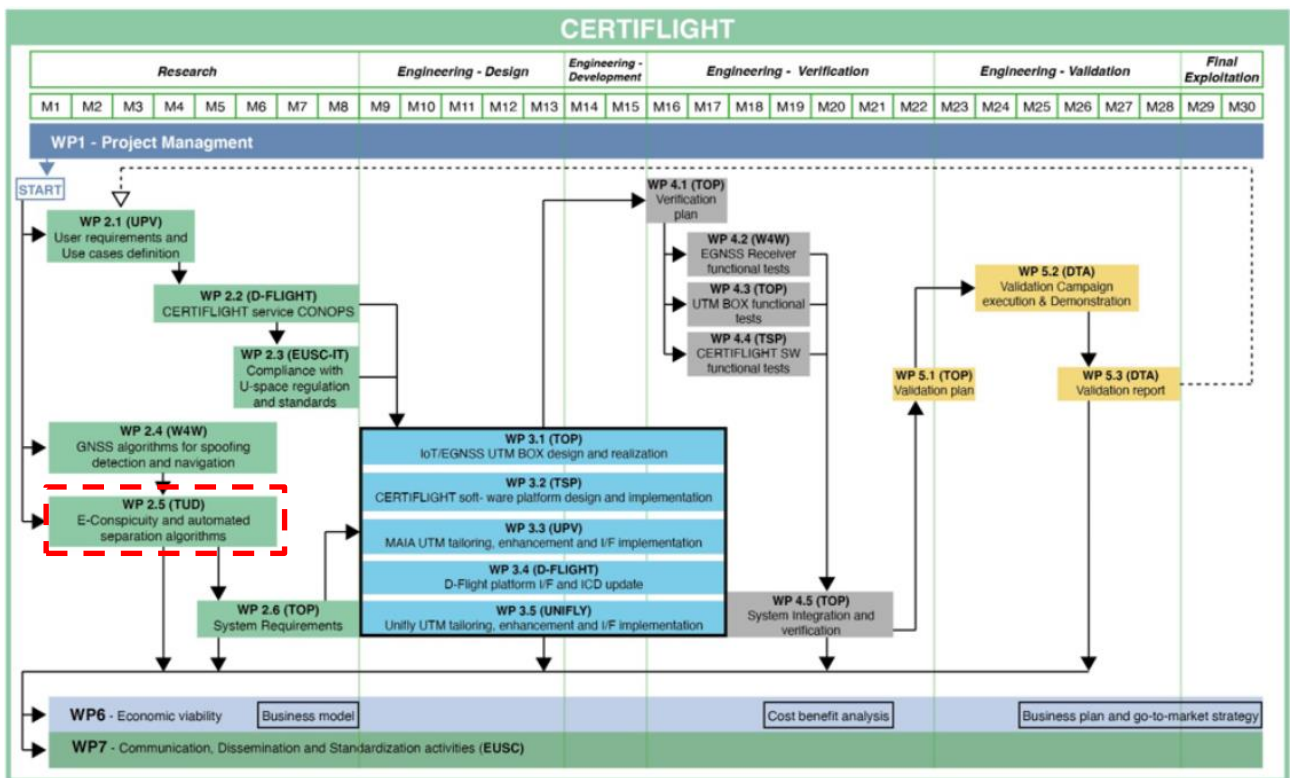 CERTIFLIGHT
Research
Engineering - Design
Engineering -
Development
Engineering - Verification
Engineering - Validation
Final
Exploitation
M1 M2 M3 M4 M5 M6 M7 M8 M9 M10 M11 M12 M13 M14 M15 M16 M17 M18 M19 M20 M21 M22 M23 M24 M25 M26 M27 M28 M29 M30
WP1 - Project Managment
START
WP 2.1 (UPV)
User requirements and
Use cases definition
WP 2.2 (D-FLIGHT)
CERTIFLIGHT service CONOPS
WP 2.3 (EUSC-IT)
Compliance with
U-space regulation
and standards
WP 2.4 (W4W)
GNSS algorithms for spoofing
detection and navigation
WP 2.5 (TUD)
E-Conspicuity and automated
separation algorithms
WP 2.6 (TOP)
System Requirements
WP 3.1 (TOP)
IoT/EGNSS UTM BOX design and realization
WP 3.2 (TSP)
CERTIFLIGHT soft- ware platform design and implementation
WP 3.3 (UPV)
MAIA UTM tailoring, enhancement and I/F implementation
WP 3.4 (D-FLIGHT)
D-Flight platform I/F and ICD update
WP 3.5 (UNIFLY)
Unifly UTM tailoring, enhancement and I/F implementation
WP 4.1 (TOP)
Verification
plan
WP 4.2 (W4W)
EGNSS Receiver
functional tests
WP 4.3 (TOP)
UTM BOX functional
tests
WP 4.4 (TSP)
CERTIFLIGHT SW
functional tests
WP 4.5 (TOP)
System Integration and
verification
WP 5.1 (TOP)
Validation plan
WP 5.2 (DTA)
Validation Campaign
execution & Demonstration
WP 5.3 (DTA)
Validation report
WP6 - Economic viability
Business model
Cost benefit analysis
Business plan and go-to-market strategy
WP7 - Communication, Dissemination and Standardization activities (EUSC)